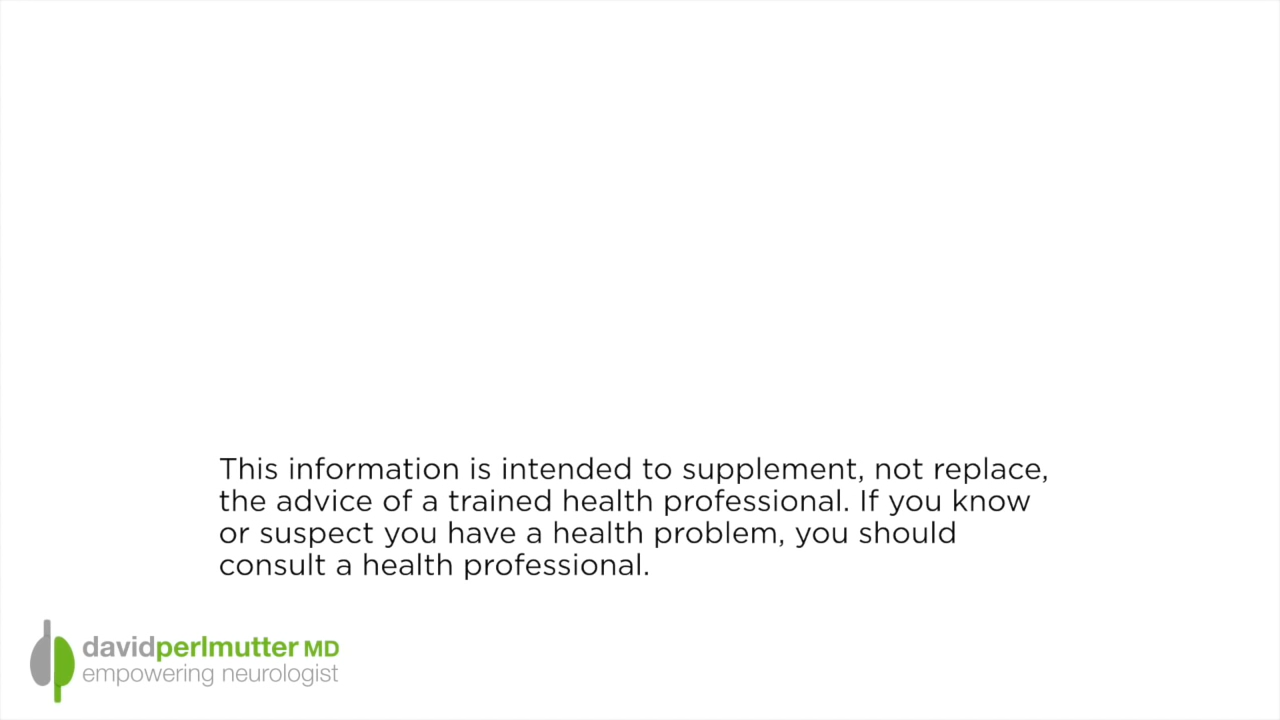 This information is intended to supplement, not replace,
the advice of a trained health professional. If you know
or suspect you have a health problem, you should
consult a health professional.
davidperlmutter MD
empowering neurologist